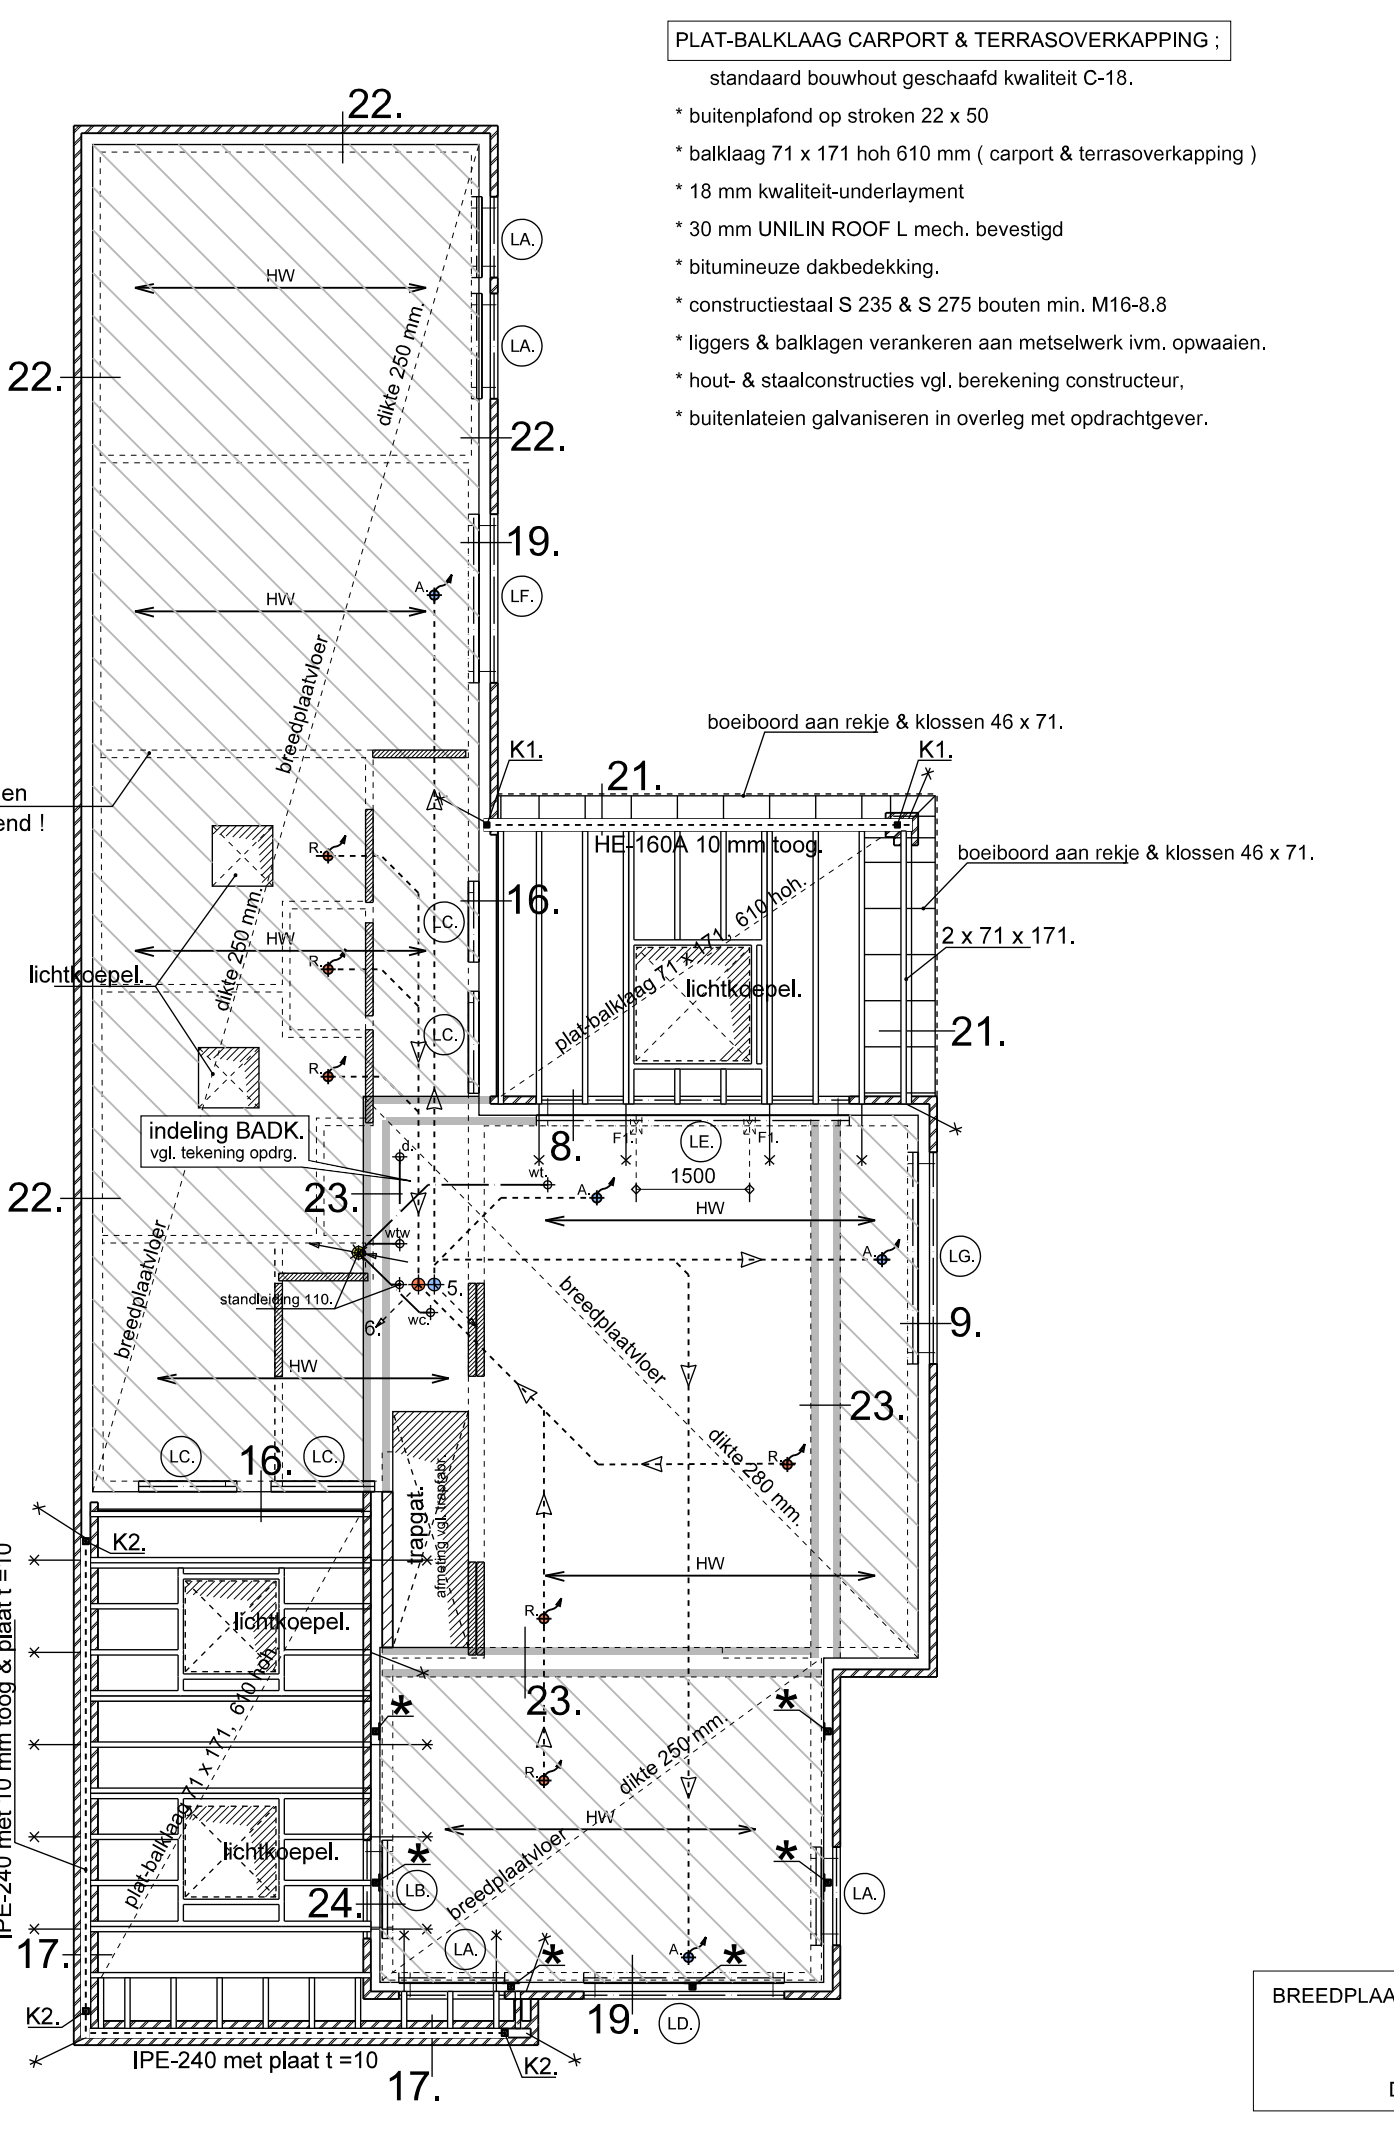 PLAT-BALKLAAG CARPORT & TERRASOVERKAPPING ;
standaard bouwhout geschaafd kwaliteit C-18.
* buitenplafond op stroken 22 x 50
* balklaag 71 x 171 hoh 610 mm ( carport & terrasoverkapping )
* 18 mm kwaliteit-underlayment
* 30 mm UNILIN ROOF L mech. bevestigd
* bitumineuze dakbedekking.
* constructiestaal S 235 & S 275 bouten min. M16-8.8
* liggers & balklagen verankeren aan metselwerk ivm. opwaaien.
* hout- & staalconstructies vgl. berekening constructeur,
* buitenlateien galvaniseren in overleg met opdrachtgever.
22.
LA.
HW
LA.
dikte 250 mm.
22.
22.
19.
A.
LF.
HW
breedplaatvloer
boeiboord aan rekje & klossen 46 x 71.
K1.
K1.
21.
en
end !
HE-160A 10 mm toog.
R.
boeiboord aan rekje & klossen 46 x 71.
16.
LC.
plat-balklaag 71 x 171, 610 hoh.
2 x 71 x 171.
HW
dikte 250 mm.
R.
lichtkoepel.
lichtkoepel.
LC.
21.
R.
indeling BADK.
vgl. tekening opdrg.
d.
8.
F1.
LE.
F1.
1500
22.
23.
wt.
A.
HW
wtw
breedplaatvloer
A.
LG.
standleiding 110.
5.
6.
wc.
breedplaatvloer
9.
HW
23.
LC.
16.
LC.
R.
dikte 280 mm.
trapgat.
afmeting vgl. trapfabr.
K2.
HW
IPE-240 met 10 mm toog & plaat t =10
lichtkoepel.
R.
plat-balklaag 71 x 171, 610 hoh.
*
23.
*
dikte 250 mm.
R.
HW
lichtkoepel.
*
*
breedplaatvloer
LB.
LA.
24.
17.
LA.
*
A.
*
K2.
19.
LD.
IPE-240 met plaat t =10
17.
K2.
BREEDPLAA
D